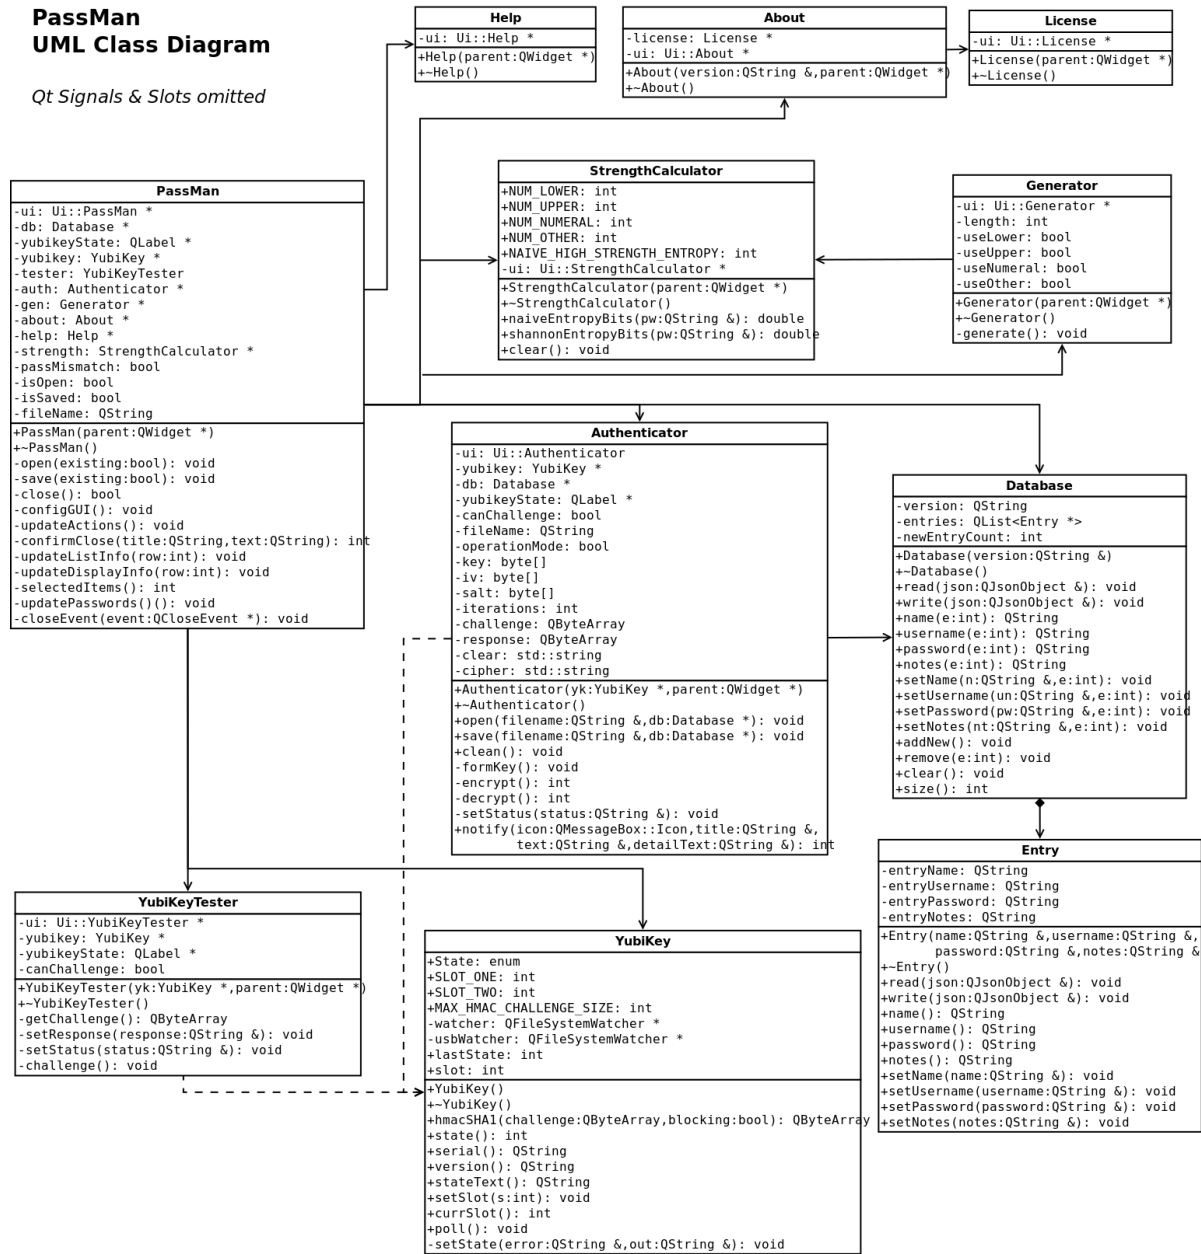 PassMan
UML Class Diagram
Qt Signals & Slots omitted
Help
-ui: Ui::Help *
+Help(parent:QWidget *)
+~Help()
About
-license: License *
-ui: Ui::About *
+About(version:QString &,parent:QWidget *)
+~About()
License
-ui: Ui::License *
+License(parent:QWidget *)
+~License()
PassMan
-ui: Ui::PassMan *
-db: Database *
-yubikeyState: QLabel *
-yubikey: YubiKey *
-tester: YubiKeyTester
-auth: Authenticator *
-gen: Generator *
-about: About *
-help: Help *
-strength: StrengthCalculator *
-passMismatch: bool
-isOpen: bool
-isSaved: bool
-fileName: QString
+PassMan(parent:QWidget *)
+~PassMan()
-open(existing:bool): void
-save(existing:bool): void
-close(): bool
-configGUI(): void
-updateActions(): void
-confirmClose(title:QString,text:QString): int
-updateListInfo(row:int): void
-updateDisplayInfo(row:int): void
-selectedItems(): int
-updatePasswords()(): void
-closeEvent(event:QCloseEvent *): void
StrengthCalculator
+NUM_LOWER: int
+NUM_UPPER: int
+NUM_NUMERAL: int
+NUM_OTHER: int
+NAIVE_HIGH_STRENGTH_ENTROPY: int
-ui: Ui::StrengthCalculator *
+StrengthCalculator(parent:QWidget *)
+~StrengthCalculator()
+naiveEntropyBits(pw:QString &): double
+shannonEntropyBits(pw:QString &): double
+clear(): void
Generator
-ui: Ui::Generator *
-length: int
-useLower: bool
-useUpper: bool
-useNumeral: bool
-useOther: bool
+Generator(parent:QWidget *)
+~Generator()
-generate(): void
Authenticator
-ui: Ui::Authenticator
-yubikey: YubiKey *
-db: Database *
-yubikeyState: QLabel *
-canChallenge: bool
-fileName: QString
-operationMode: bool
-key: byte[]
-iv: byte[]
-salt: byte[]
-iterations: int
-challenge: QByteArray
-response: QByteArray
-clear: std::string
-cipher: std::string
+Authenticator(yk:YubiKey *,parent:QWidget *)
+~Authenticator()
+open(filename:QString &,db:Database *): void
+save(filename:QString &,db:Database *): void
+clean(): void
-formKey(): void
-encrypt(): int
-decrypt(): int
-setStatus(status:QString &): void
+notify(icon:QMessageBox::Icon,title:QString &,
text:QString &,detailText:QString &): int
Database
-version: QString
-entries: QList<Entry *>
-newEntryCount: int
+Database(version:QString &)
+~Database()
+read(json:QJsonObject &): void
+write(json:QJsonObject &): void
+name(e:int): QString
+username(e:int): QString
+password(e:int): QString
+notes(e:int): QString
+setName(n:QString &,e:int): void
+setUsername(un:QString &,e:int): void
+setPassword(pw:QString &,e:int): void
+setNotes(nt:QString &,e:int): void
+addNew(): void
+remove(e:int): void
+clear(): void
+size(): int
Entry
-entryName: QString
-entryUsername: QString
-entryPassword: QString
-entryNotes: QString
+Entry(name:QString &,username:QString &,
password:QString &,notes:QString &
+~Entry()
+read(json:QJsonObject &): void
+write(json:QJsonObject &): void
+name(): QString
+username(): QString
+password(): QString
+notes(): QString
+setName(name:QString &): void
+setUsername(username:QString &): void
+setPassword(password:QString &): void
+setNotes(notes:QString &): void
YubiKeyTester
-ui: Ui::YubiKeyTester *
-yubikey: YubiKey *
-yubikeyState: QLabel *
-canChallenge: bool
+YubiKeyTester(yk:YubiKey *,parent:QWidget *)
+~YubiKeyTester()
-getChallenge(): QByteArray
-setResponse(response:QString &): void
-setStatus(status:QString &): void
-challenge(): void
YubiKey
+State: enum
+SLOT_ONE: int
+SLOT_TWO: int
+MAX_HMAC_CHALLENGE_SIZE: int
-watcher: QFileSystemWatcher *
-usbWatcher: QFileSystemWatcher *
+lastState: int
+slot: int
+YubiKey()
+~YubiKey()
+hmacSHA1(challenge:QByteArray,blocking:bool): QByteArray
+state(): int
+serial(): QString
+version(): QString
+stateText(): QString
+setSlot(s:int): void
+currSlot(): int
+poll(): void
-setState(error:QString &,out:QString &): void